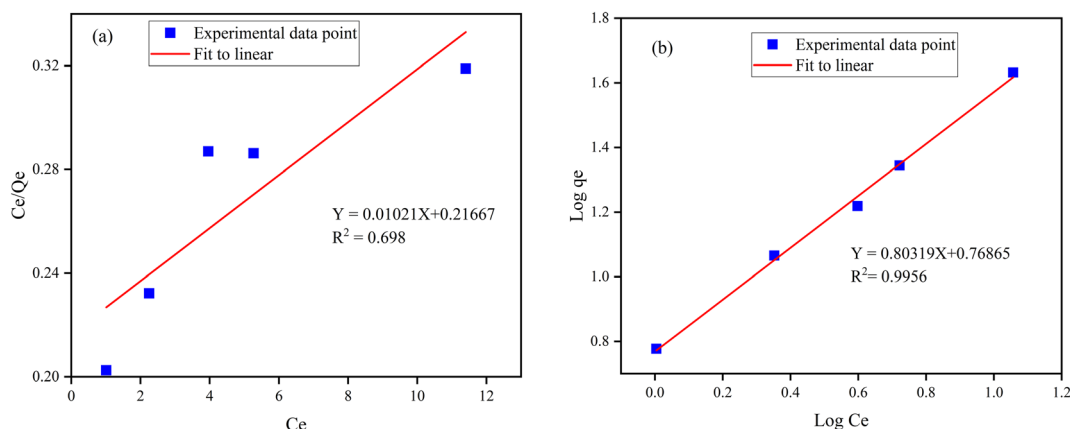 (a)
Experimental data point
Fit to linear
0.32
0.28
0.24
0.20
Ce/Qe
Y = 0.01021X+0.21667
R² = 0.698
0 2 4 6 8 10 12
Ce
(b)
Experimental data point
Fit to linear
1.8
1.6
1.4
1.2
1.0
0.8
Log qe
Y = 0.80319X+0.76865
R²= 0.9956
0.0 0.2 0.4 0.6 0.8 1.0 1.2
Log Ce